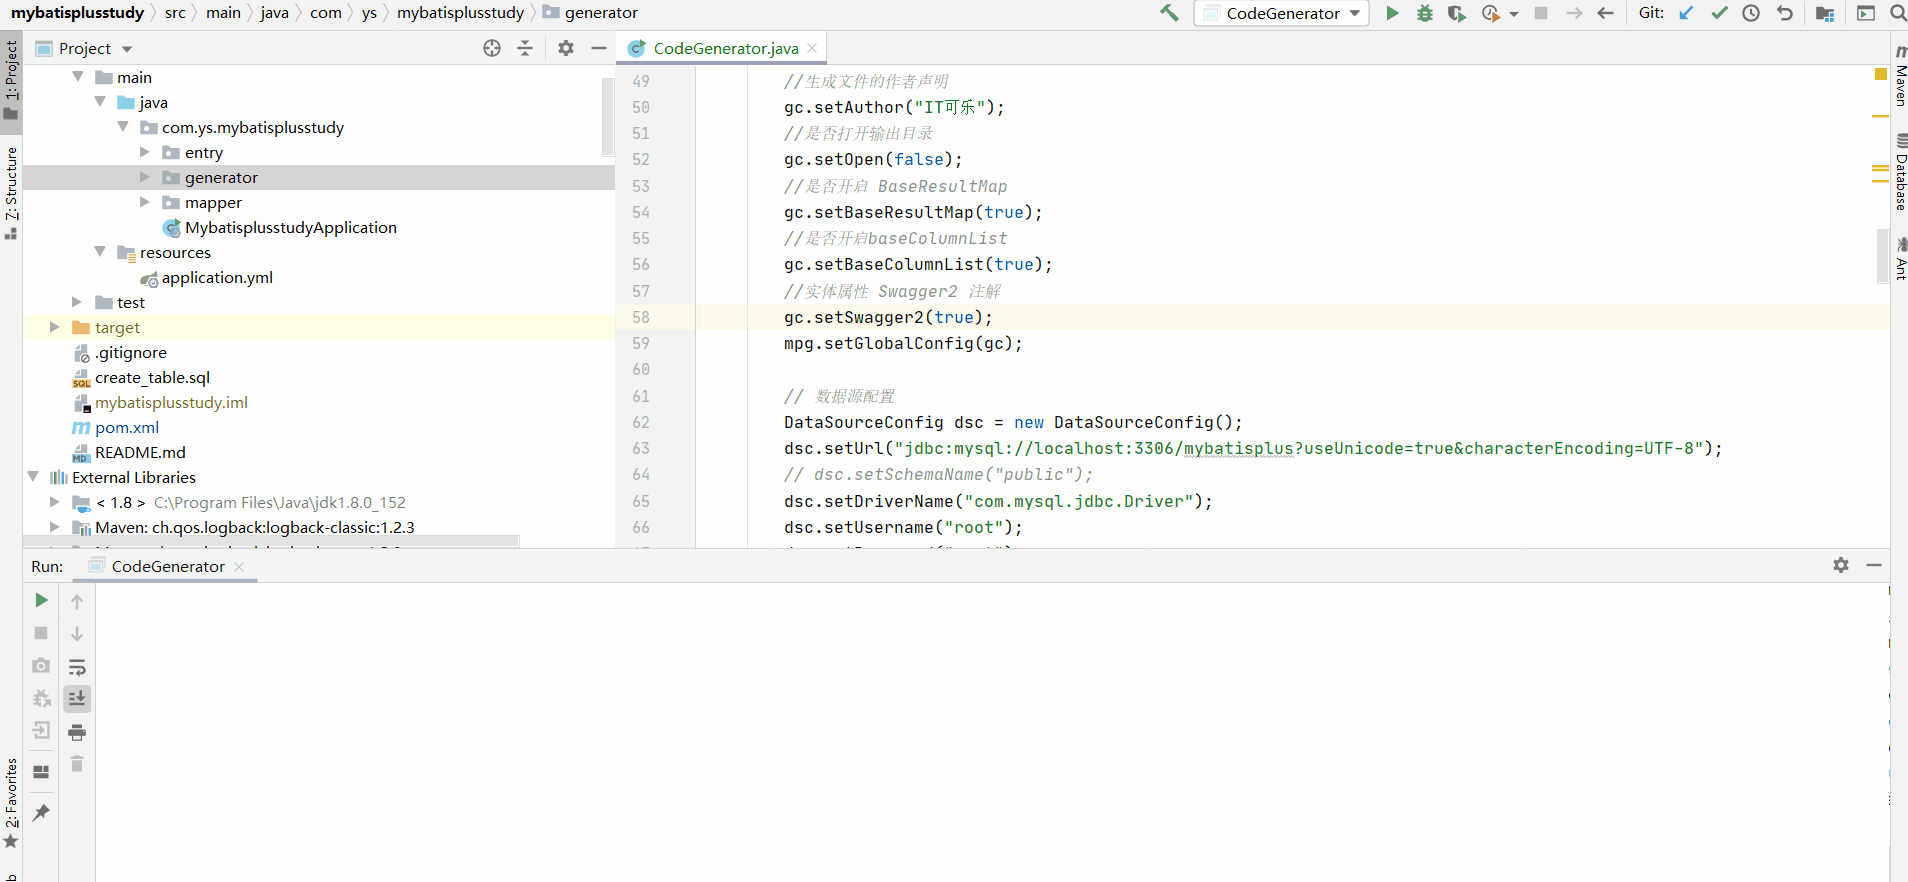 mybatisplusstudy src main java com ys mybatisplusstudy generator
CodeGenerator
Git:
1: Project
Z: Structure
2: Favorites
Project
main
java
com.ys.mybatisplusstudy
entry
generator
mapper
MybatisplusstudyApplication
resources
application.yml
test
target
.gitignore
create_table.sql
mybatisplusstudy.iml
pom.xml
README.md
External Libraries
< 1.8 > C:\Program Files\Java\jdk1.8.0_152
Maven: ch.qos.logback:logback-classic:1.2.3
CodeGenerator.java
49 //生成文件的作者声明
50 gc.setAuthor("IT可乐");
51 //是否打开输出目录
52 gc.setOpen(false);
53 //是否开启 BaseResultMap
54 gc.setBaseResultMap(true);
55 //是否开启baseColumnList
56 gc.setBaseColumnList(true);
57 //实体属性 Swagger2 注解
58 gc.setSwagger2(true);
59 mpg.setGlobalConfig(gc);
60
61 // 数据源配置
62 DataSourceConfig dsc = new DataSourceConfig();
63 dsc.setUrl("jdbc:mysql://localhost:3306/mybatisplus?useUnicode=true&characterEncoding=UTF-8");
64 // dsc.setSchemaName("public");
65 dsc.setDriverName("com.mysql.jdbc.Driver");
66 dsc.setUsername("root");
Maven
Database
Ant
Run: CodeGenerator